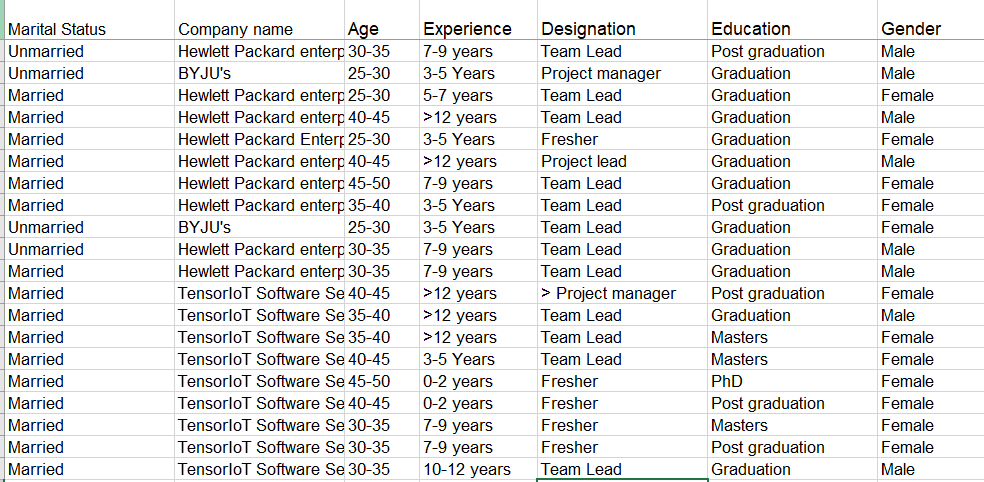 Marital Status Company name Age Experience Designation Education Gender
Unmarried Hewlett Packard enterp 30-35 7-9 years Team Lead Post graduation Male
Unmarried BYJU's 25-30 3-5 Years Project manager Graduation Male
Married Hewlett Packard enterp 25-30 5-7 years Team Lead Graduation Female
Married Hewlett Packard enterp 40-45 >12 years Team Lead Graduation Male
Married Hewlett Packard Enterp 25-30 3-5 Years Fresher Graduation Female
Married Hewlett Packard enterp 40-45 >12 years Project lead Graduation Male
Married Hewlett Packard enterp 45-50 7-9 years Team Lead Graduation Female
Married Hewlett Packard enterp 35-40 3-5 Years Team Lead Post graduation Female
Unmarried BYJU's 25-30 3-5 Years Team Lead Graduation Female
Unmarried Hewlett Packard enterp 30-35 7-9 years Team Lead Graduation Male
Married Hewlett Packard enterp 30-35 7-9 years Team Lead Graduation Male
Married TensorIoT Software Se 40-45 >12 years > Project manager Post graduation Female
Married TensorIoT Software Se 35-40 >12 years Team Lead Graduation Male
Married TensorIoT Software Se 35-40 >12 years Team Lead Masters Female
Married TensorIoT Software Se 40-45 3-5 Years Team Lead Masters Female
Married TensorIoT Software Se 45-50 0-2 years Fresher PhD Female
Married TensorIoT Software Se 40-45 0-2 years Fresher Post graduation Female
Married TensorIoT Software Se 30-35 7-9 years Fresher Masters Female
Married TensorIoT Software Se 30-35 7-9 years Fresher Post graduation Female
Married TensorIoT Software Se 30-35 10-12 years Team Lead Graduation Male